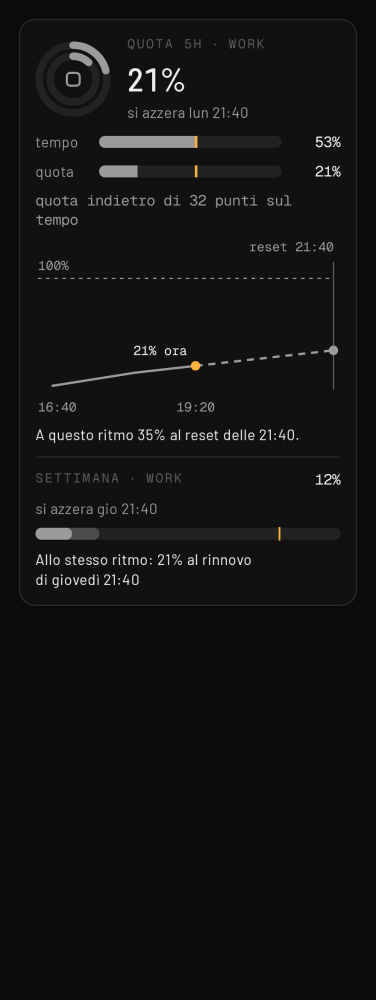 QUOTA 5H · WORK
21%
si azzera lun 21:40
tempo 53%
quota 21%
quota indietro di 32 punti sul
tempo
reset 21:40
100%
21% ora
16:40 19:20
A questo ritmo 35% al reset delle 21:40.
SETTIMANA · WORK 12%
si azzera gio 21:40
Allo stesso ritmo: 21% al rinnovo
di giovedì 21:40